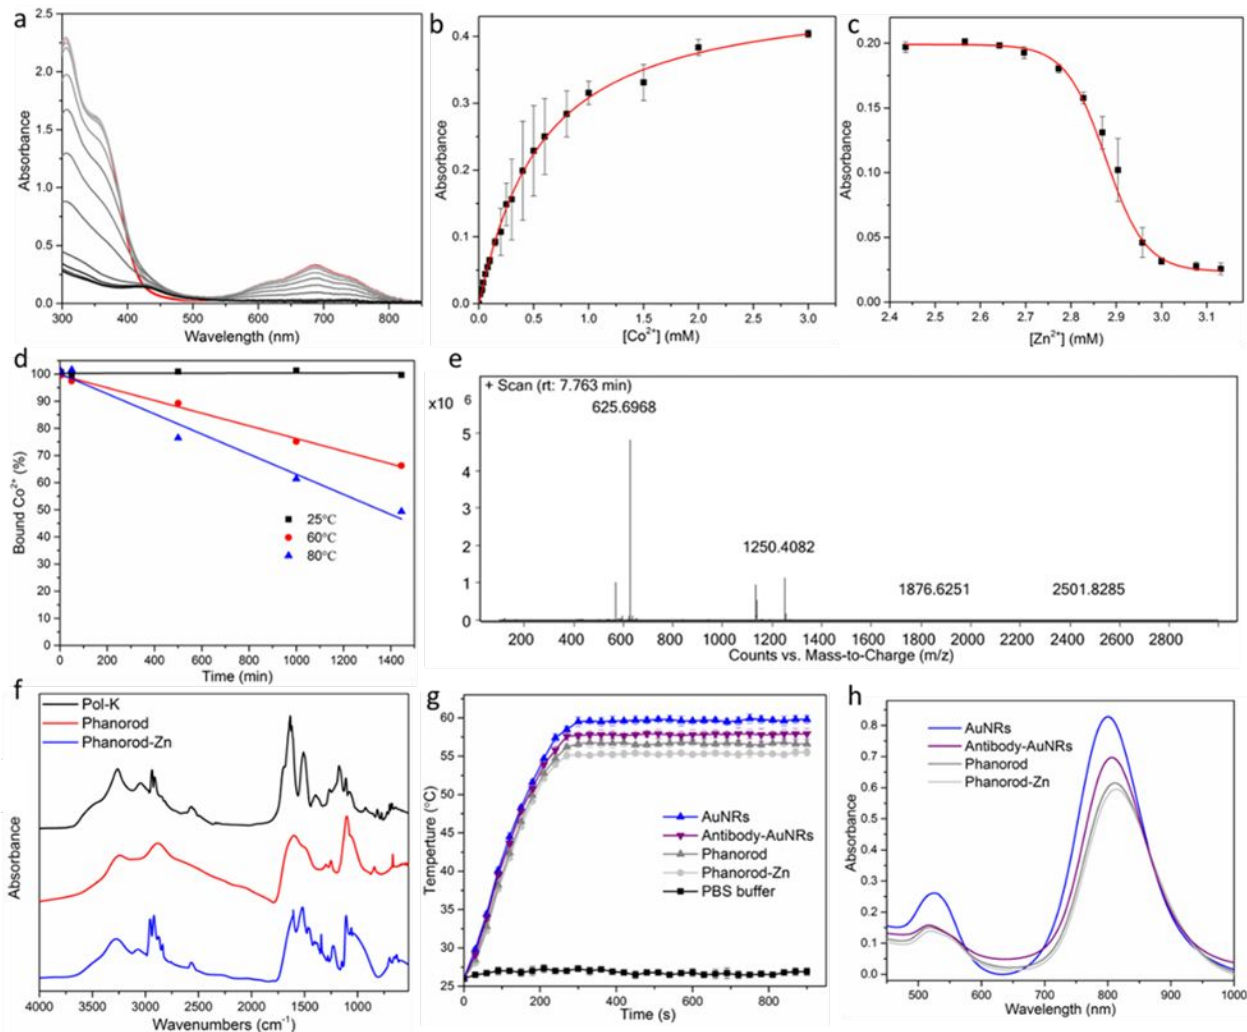 a
2.5
2.0
1.5
1.0
0.5
0.0
Absorbance
300 400 500 600 700 800
Wavelength (nm)
b
0.4
0.3
0.2
0.1
0.0
Absorbance
0.0 0.5 1.0 1.5 2.0 2.5 3.0
[Co²⁺] (mM)
c
0.20
0.15
0.10
0.05
0.00
Absorbance
2.4 2.5 2.6 2.7 2.8 2.9 3.0 3.1
[Zn²⁺] (mM)
d
100
90
80
70
60
50
40
30
20
10
0
Bound Co²⁺ (%)
25°C
60°C
80°C
0 200 400 600 800 1000 1200 1400
Time (min)
e
+ Scan (rt: 7.763 min)
x10
6
5
4
3
2
1
0
625.6968
1250.4082
1876.6251
2501.8285
200 400 600 800 1000 1200 1400 1600 1800 2000 2200 2400 2600 2800
Counts vs. Mass-to-Charge (m/z)
f
Pol-K
Phanorod
Phanorod-Zn
Absorbance
4000 3500 3000 2500 2000 1500 1000
Wavenumbers (cm⁻¹)
g
60
55
50
45
40
35
30
25
Temperture (°C)
AuNRs
Antibody-AuNRs
Phanorod
Phanorod-Zn
PBS buffer
0 200 400 600 800
Time (s)
h
0.8
0.7
0.6
0.5
0.4
0.3
0.2
0.1
0.0
Absorbance
AuNRs
Antibody-AuNRs
Phanorod
Phanorod-Zn
500 600 700 800 900 1000
Wavelength (nm)